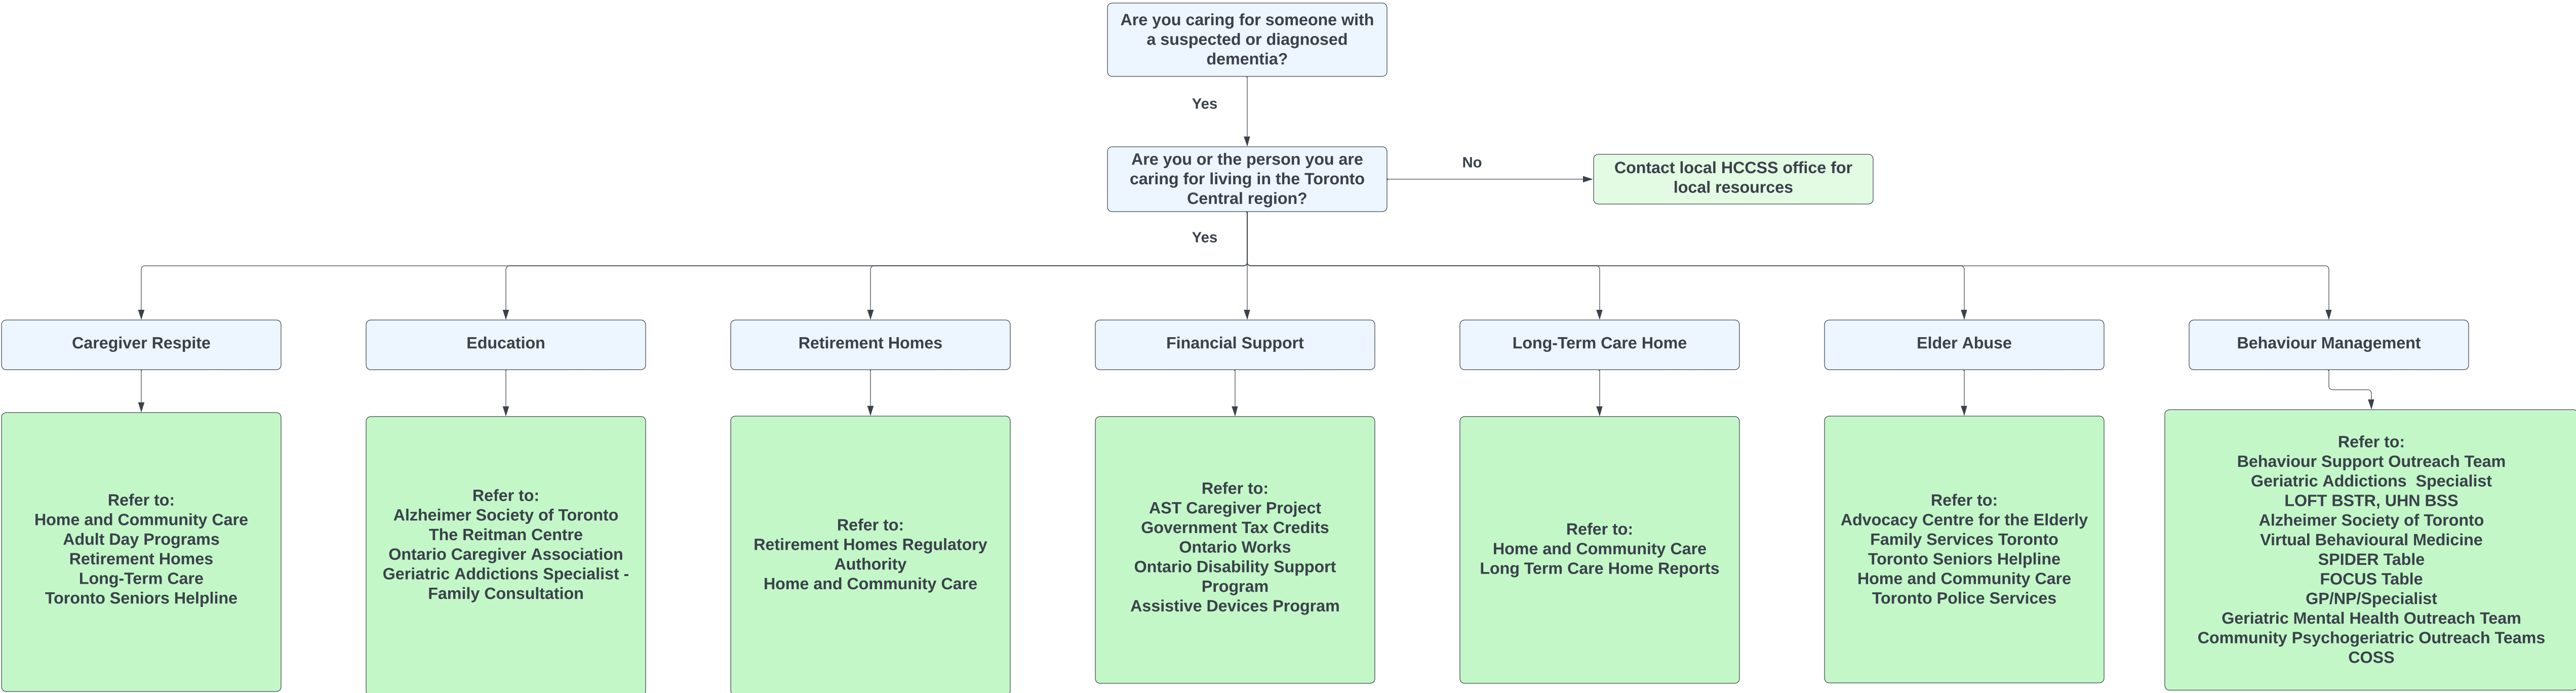 Are you caring for someone with
a suspected or diagnosed
dementia?
Yes
Are you or the person you are
caring for living in the Toronto
Central region?
No
Contact local HCCSS office for
local resources
Yes
Caregiver Respite
Education
Retirement Homes
Financial Support
Long-Term Care Home
Elder Abuse
Behaviour Management
Refer to:
Home and Community Care
Adult Day Programs
Retirement Homes
Long-Term Care
Toronto Seniors Helpline
Refer to:
Alzheimer Society of Toronto
The Reitman Centre
Ontario Caregiver Association
Geriatric Addictions Specialist -
Family Consultation
Refer to:
Retirement Homes Regulatory
Authority
Home and Community Care
Refer to:
AST Caregiver Project
Government Tax Credits
Ontario Works
Ontario Disability Support
Program
Assistive Devices Program
Refer to:
Home and Community Care
Long Term Care Home Reports
Refer to:
Advocacy Centre for the Elderly
Family Services Toronto
Toronto Seniors Helpline
Home and Community Care
Toronto Police Services
Refer to:
Behaviour Support Outreach Team
Geriatric Addictions  Specialist
LOFT BSTR, UHN BSS
Alzheimer Society of Toronto
Virtual Behavioural Medicine
SPIDER Table
FOCUS Table
GP/NP/Specialist
Geriatric Mental Health Outreach Team
Community Psychogeriatric Outreach Teams
COSS